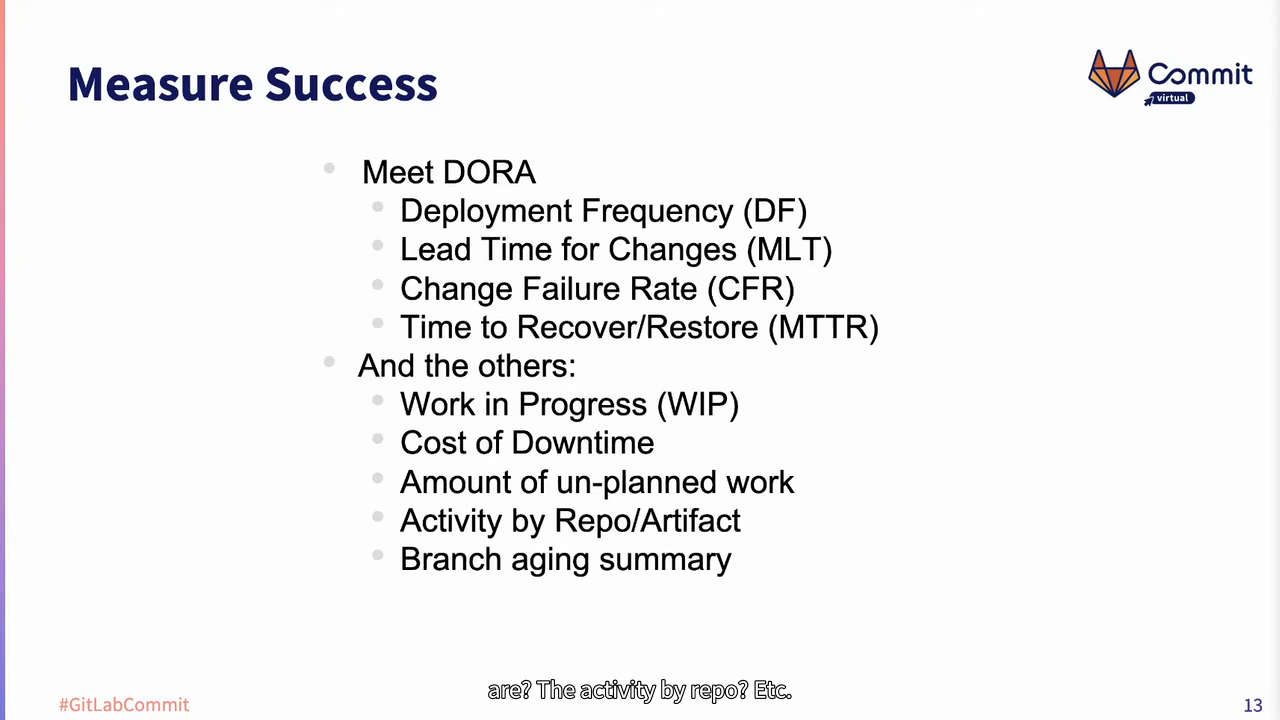 Measure Success
Commit
virtual
Meet DORA
Deployment Frequency (DF)
Lead Time for Changes (MLT)
Change Failure Rate (CFR)
Time to Recover/Restore (MTTR)
And the others:
Work in Progress (WIP)
Cost of Downtime
Amount of un-planned work
Activity by Repo/Artifact
Branch aging summary
are? The activity by repo? Etc.
#GitLabCommit
13